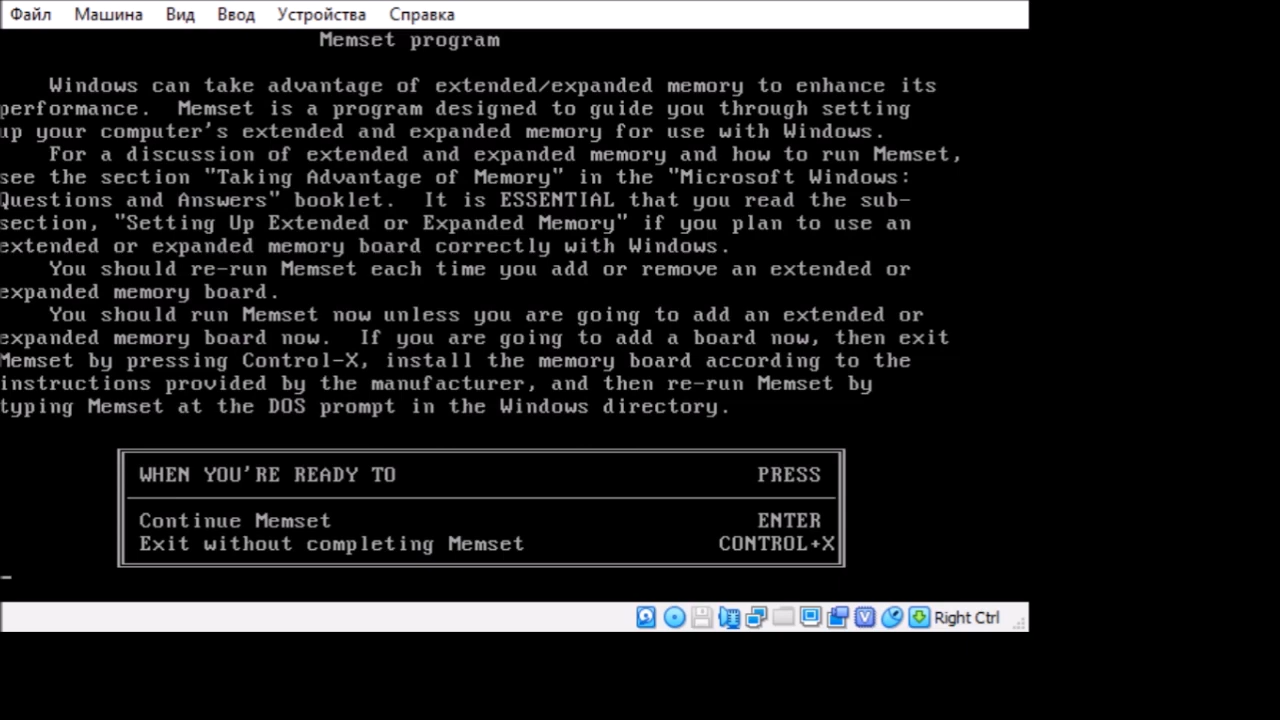 Файл Машина Вид Ввод Устройства Справка
Memset program
Windows can take advantage of extended/expanded memory to enhance its
performance. Memset is a program designed to guide you through setting
up your computer's extended and expanded memory for use with Windows.
For a discussion of extended and expanded memory and how to run Memset,
see the section "Taking Advantage of Memory" in the "Microsoft Windows:
Questions and Answers" booklet. It is ESSENTIAL that you read the sub-
section, "Setting Up Extended or Expanded Memory" if you plan to use an
extended or expanded memory board correctly with Windows.
You should re-run Memset each time you add or remove an extended or
expanded memory board.
You should run Memset now unless you are going to add an extended or
expanded memory board now. If you are going to add a board now, then exit
Memset by pressing Control-X, install the memory board according to the
instructions provided by the manufacturer, and then re-run Memset by
typing Memset at the DOS prompt in the Windows directory.
WHEN YOU'RE READY TO PRESS
Continue Memset ENTER
Exit without completing Memset CONTROL+X
Right Ctrl